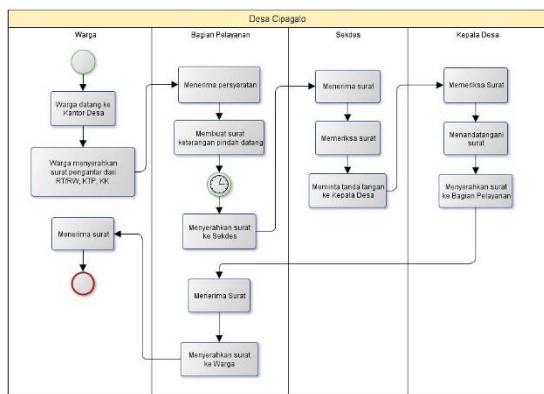 Desa Cipagalo
Warga
Bagian Pelayanan
Sekdes
Kepala Desa
Warga datang ke
Kantor Desa
Warga menyerahkan
surat pengantar dari
RT/RW, KTP, KK
Menerima persyaratan
Membuat surat
keterangan pindah datang
Menyerahkan surat
ke Sekdes
Menerima surat
Memeriksa surat
Meminta tanda tangan
ke Kepala Desa
Memeriksa Surat
Menandatangani
surat
Menyerahkan surat
ke Bagian Pelayanan
Menerima Surat
Menyerahkan surat
ke Warga
Menerima surat